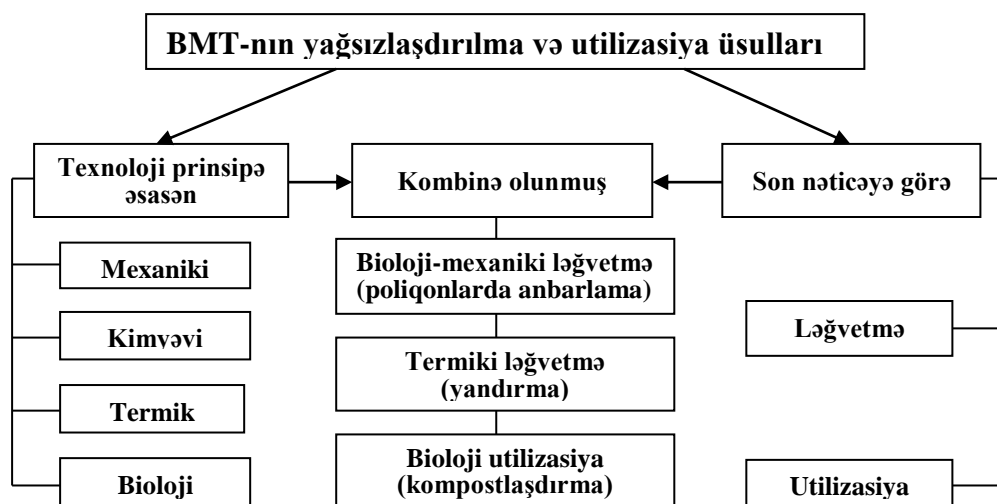 BMT-nın yağsızlaşdırılma və utilizasiya üsulları
Texnoloji prinsipə
əsasən
Kombinə olunmuş
Son nəticəyə görə
Mexaniki
Kimyəvi
Termik
Bioloji
Bioloji-mexaniki ləğvetmə
(poliqonlarda anbarlama)
Termiki ləğvetmə
(yandırma)
Bioloji utilizasiya
(kompostlaşdırma)
Ləğvetmə
Utilizasiya